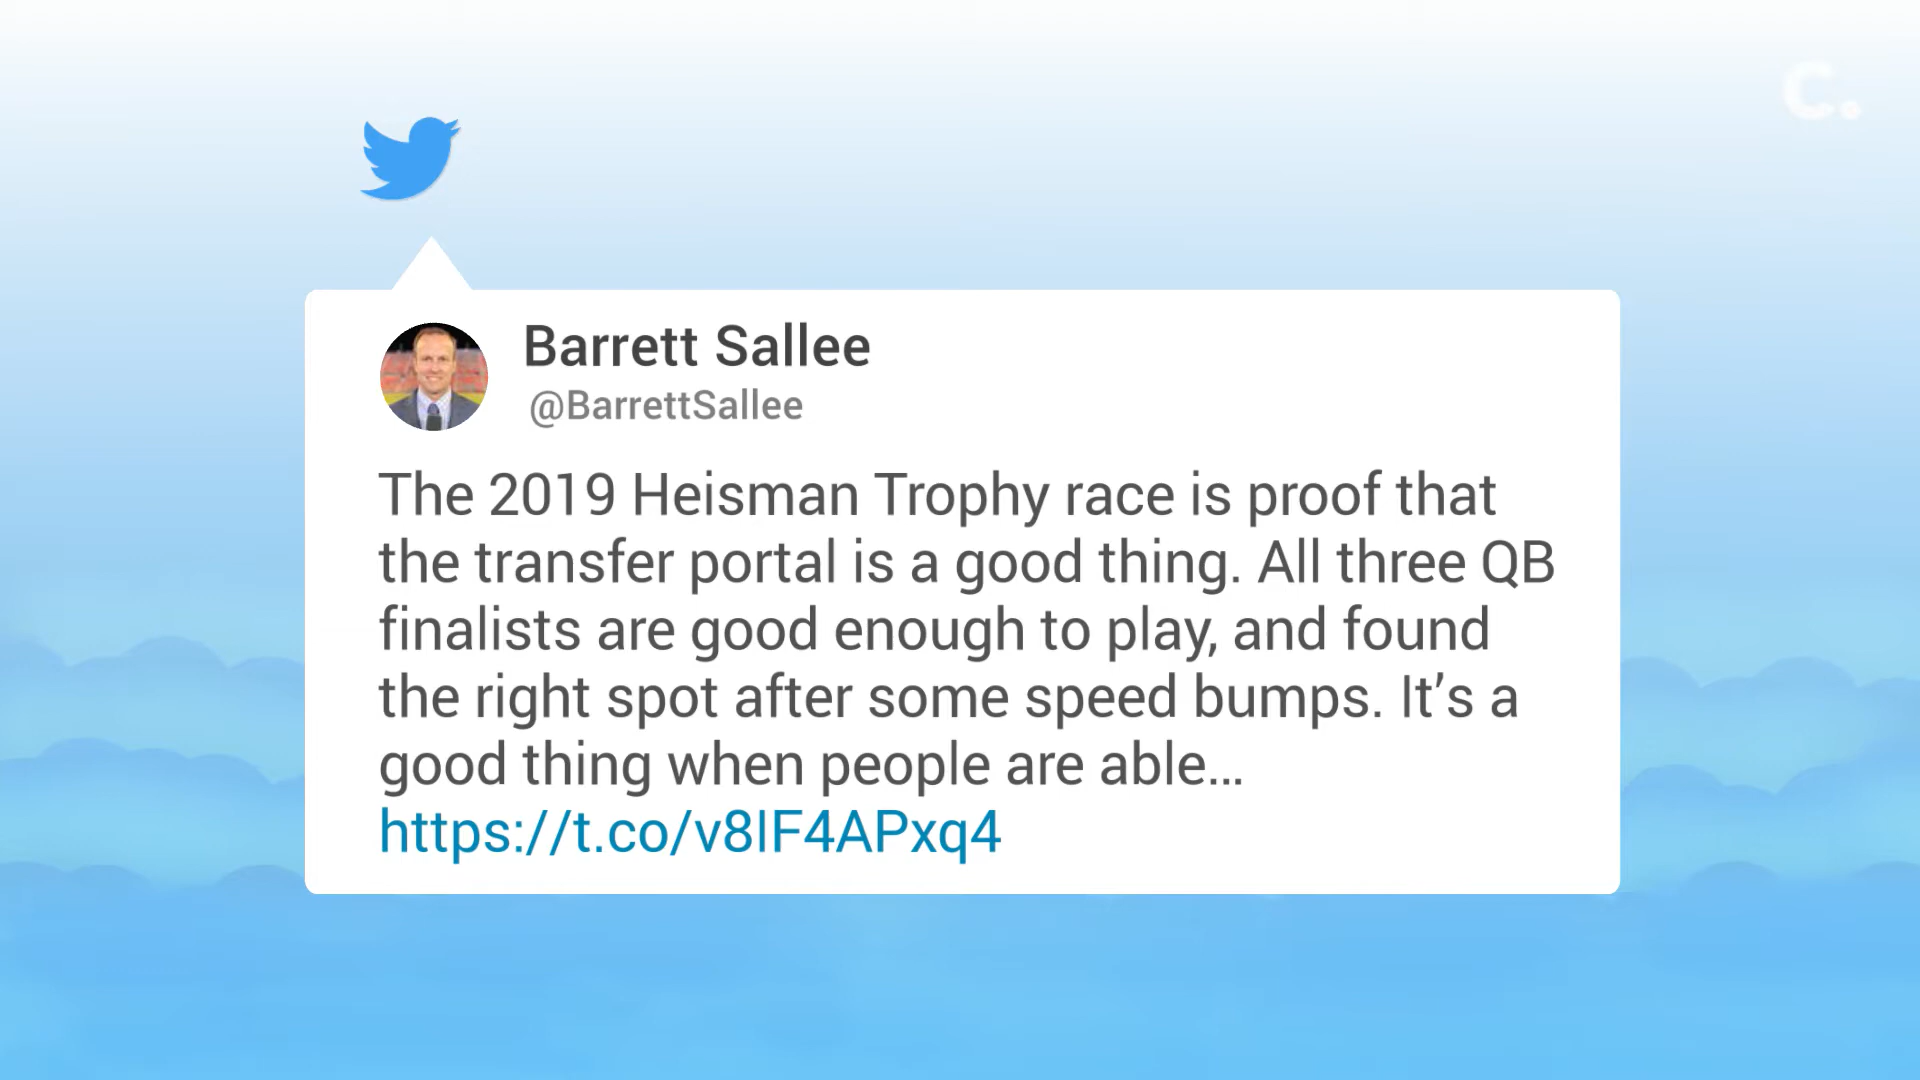 C.
Barrett Sallee
@BarrettSallee
The 2019 Heisman Trophy race is proof that
the transfer portal is a good thing. All three QB
finalists are good enough to play, and found
the right spot after some speed bumps. It’s a
good thing when people are able…
https://t.co/v8IF4APxq4